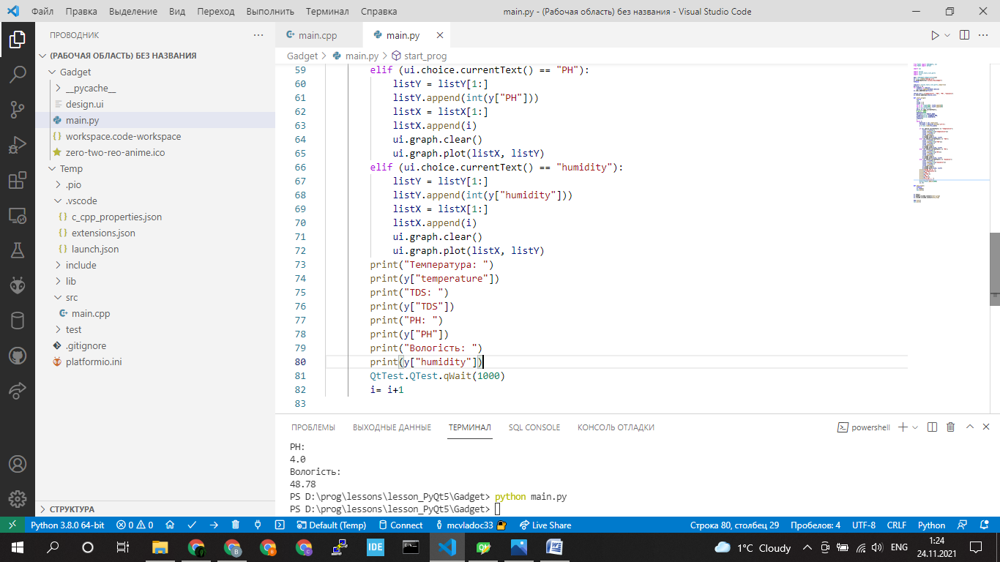 Файл Правка Выделение Вид Переход Выполнить Терминал Справка main.py - (Рабочая область) без названия - Visual Studio Code
ПРОВОДНИК
(РАБОЧАЯ ОБЛАСТЬ) БЕЗ НАЗВАНИЯ
Gadget
__pycache__
design.ui
main.py
workspace.code-workspace
zero-two-reo-anime.ico
Temp
.pio
.vscode
c_cpp_properties.json
extensions.json
launch.json
include
lib
src
main.cpp
test
.gitignore
platformio.ini
СТРУКТУРА
main.cpp main.py
Gadget > main.py > start_prog
59 elif (ui.choice.currentText() == "PH"):
60 listY = listY[1:]
61 listY.append(int(y["PH"]))
62 listX = listX[1:]
63 listX.append(i)
64 ui.graph.clear()
65 ui.graph.plot(listX, listY)
66 elif (ui.choice.currentText() == "humidity"):
67 listY = listY[1:]
68 listY.append(int(y["humidity"]))
69 listX = listX[1:]
70 listX.append(i)
71 ui.graph.clear()
72 ui.graph.plot(listX, listY)
73 print("Температура: ")
74 print(y["temperature"])
75 print("TDS: ")
76 print(y["TDS"])
77 print("PH: ")
78 print(y["PH"])
79 print("Вологість: ")
80 print(y["humidity"])
81 QtTest.QTest.qWait(1000)
82 i= i+1
83
ПРОБЛЕМЫ ВЫХОДНЫЕ ДАННЫЕ ТЕРМИНАЛ SQL CONSOLE КОНСОЛЬ ОТЛАДКИ powershell
PH:
4.0
Вологість:
48.78
PS D:\prog\lessons\lesson_PyQt5\Gadget> python main.py
PS D:\prog\lessons\lesson_PyQt5\Gadget>
Python 3.8.0 64-bit 0 0 Default (Temp) Connect mcvladoc33 Live Share Строка 80, столбец 29 Пробелов: 4 UTF-8 CRLF Python
IDE 1°C Cloudy ENG 1:24
24.11.2021